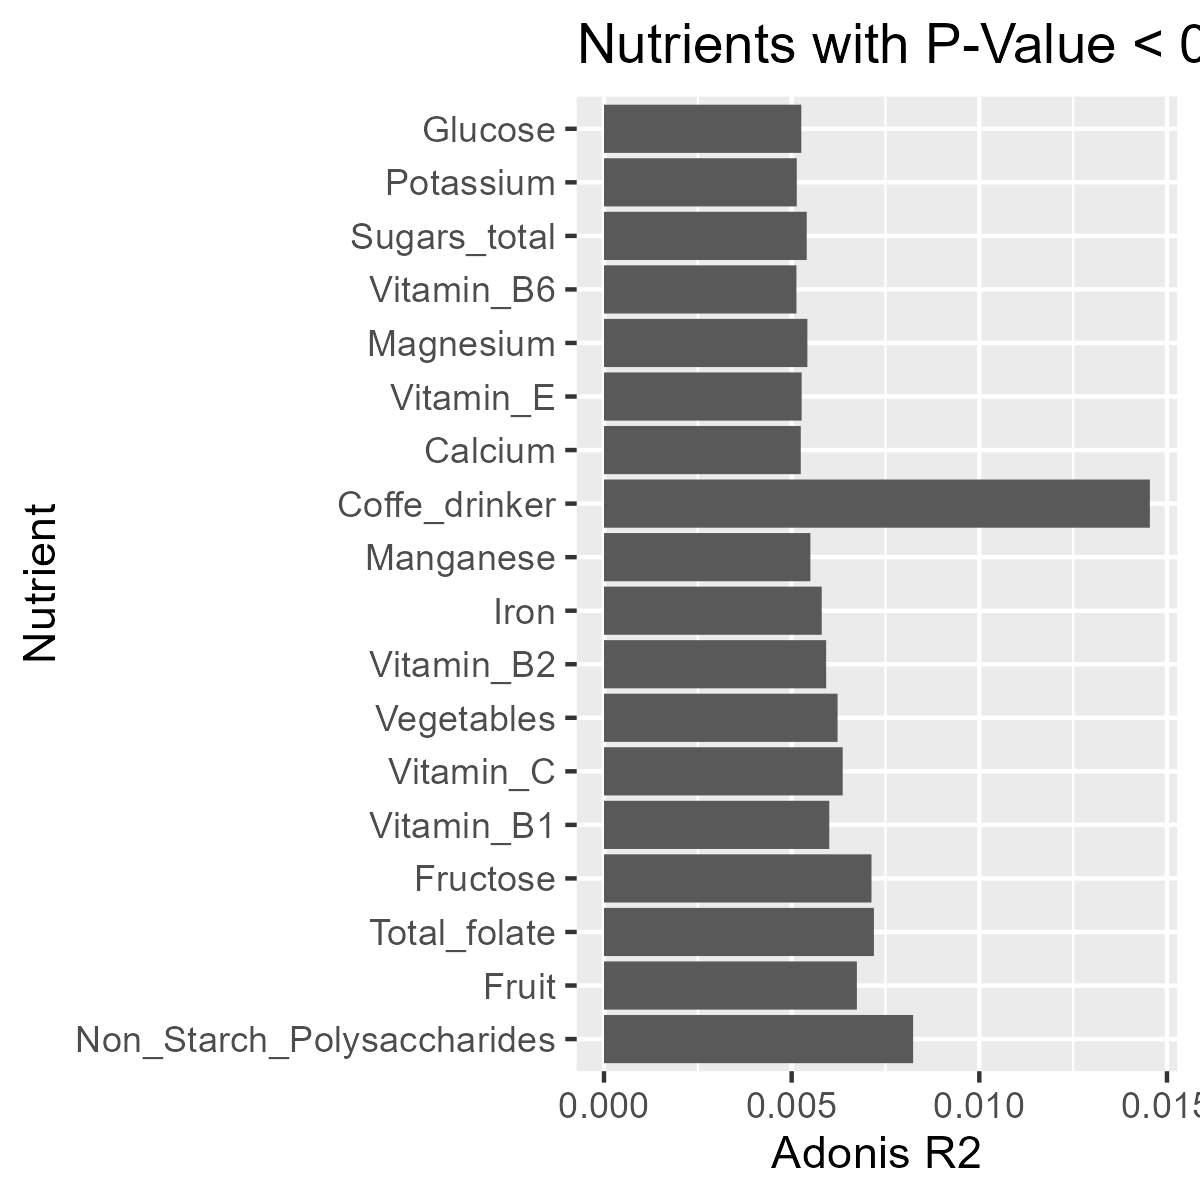 Nutrients with P-Value < 0
Glucose
Potassium
Sugars_total
Vitamin_B6
Magnesium
Vitamin_E
Calcium
Coffe_drinker
Manganese
Iron
Vitamin_B2
Vegetables
Vitamin_C
Vitamin_B1
Fructose
Total_folate
Fruit
Non_Starch_Polysaccharides
Nutrient
0.000 0.005 0.010 0.015
Adonis R2